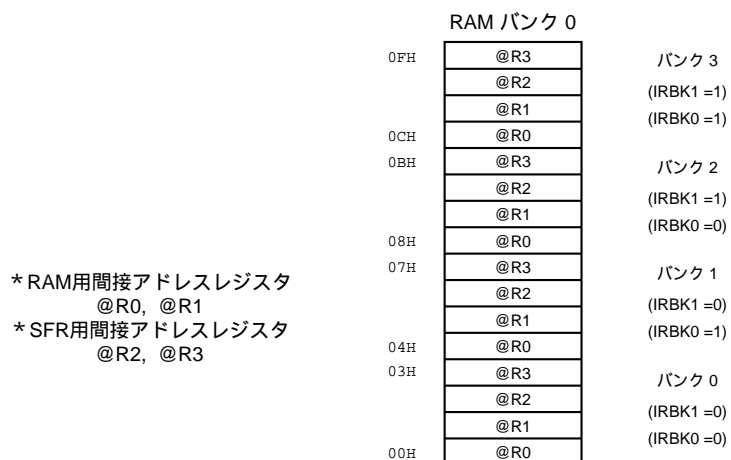 RAM バンク 0
0FH @R3 バンク 3
@R2 (IRBK1 =1)
@R1 (IRBK0 =1)
0CH @R0
0BH @R3 バンク 2
@R2 (IRBK1 =1)
@R1 (IRBK0 =0)
08H @R0
07H @R3 バンク 1
@R2 (IRBK1 =0)
@R1 (IRBK0 =1)
04H @R0
03H @R3 バンク 0
@R2 (IRBK1 =0)
@R1 (IRBK0 =0)
00H @R0
＊RAM用間接アドレスレジスタ
@R0, @R1
＊SFR用間接アドレスレジスタ
@R2, @R3